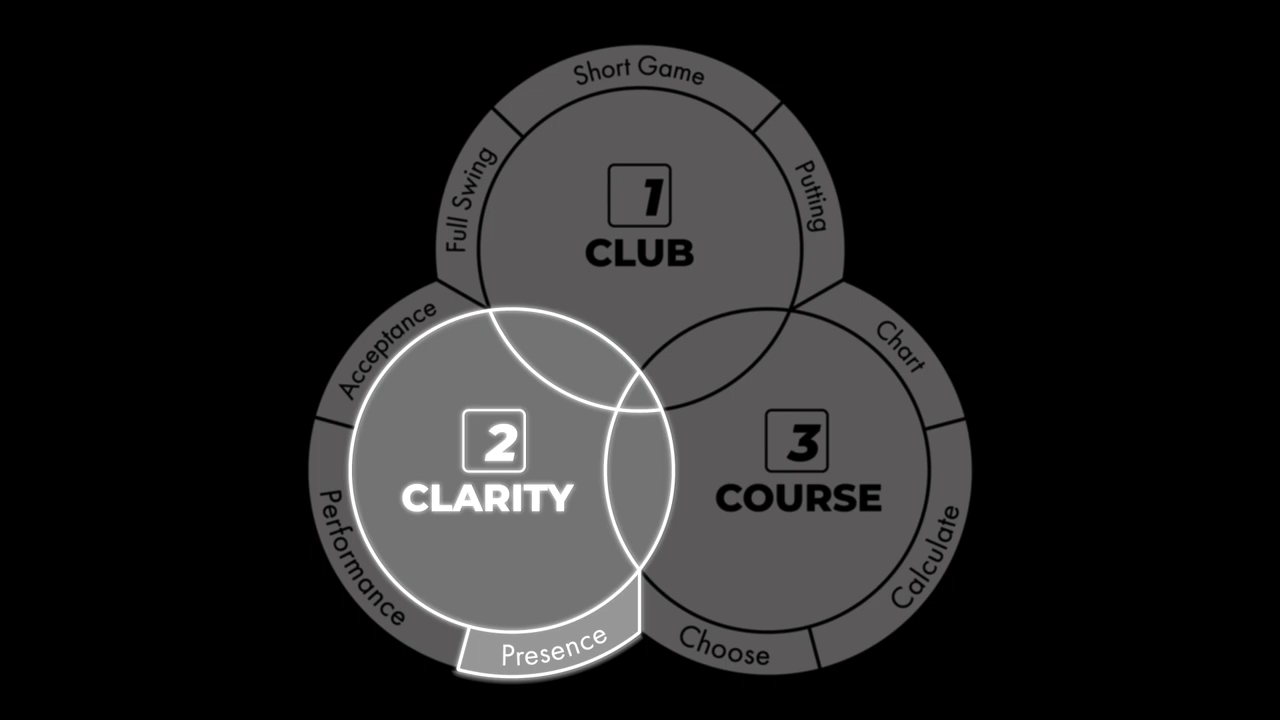 Short Game
Full Swing
Putting
1
CLUB
Acceptance
Chart
2
CLARITY
3
COURSE
Performance
Calculate
Presence
Choose